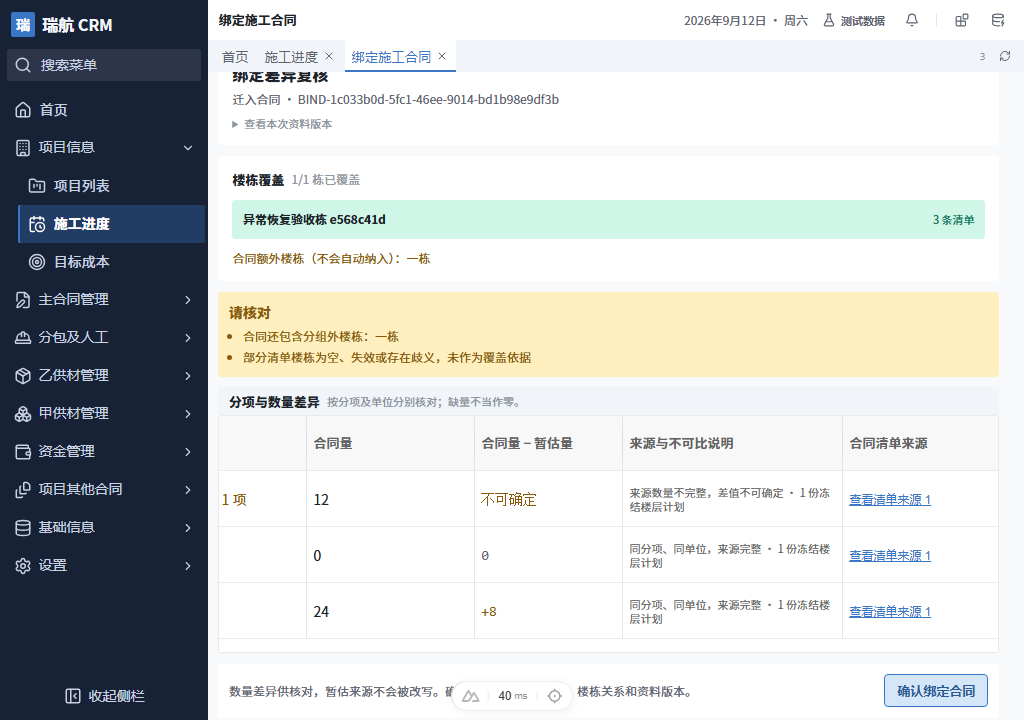 瑞 瑞航 CRM
搜索菜单
首页
项目信息
项目列表
施工进度
目标成本
主合同管理
分包及人工
乙供材管理
甲供材管理
资金管理
项目其他合同
基础信息
设置
收起侧栏
绑定施工合同
2026年9月12日 · 周六 测试数据
首页 施工进度 绑定施工合同 3
绑定差异复核
迁入合同 · BIND-1c033b0d-5fc1-46ee-9014-bd1b98e9df3b
查看本次资料版本
楼栋覆盖 1/1 栋已覆盖
异常恢复验收栋 e568c41d 3 条清单
合同额外楼栋（不会自动纳入）：一栋
请核对
合同还包含分组外楼栋：一栋
部分清单楼栋为空、失效或存在歧义，未作为覆盖依据
分项与数量差异 按分项及单位分别核对；缺量不当作零。
合同量 合同量 − 暂估量 来源与不可比说明 合同清单来源
1 项 12 不可确定 来源数量不完整，差值不可确定 · 1 份冻
结楼层计划 查看清单来源 1
0 0 同分项、同单位，来源完整 · 1 份冻结楼
层计划 查看清单来源 1
24 +8 同分项、同单位，来源完整 · 1 份冻结楼
层计划 查看清单来源 1
数量差异供核对，暂估来源不会被改写。 楼栋关系和资料版本。
40 ms
确认绑定合同